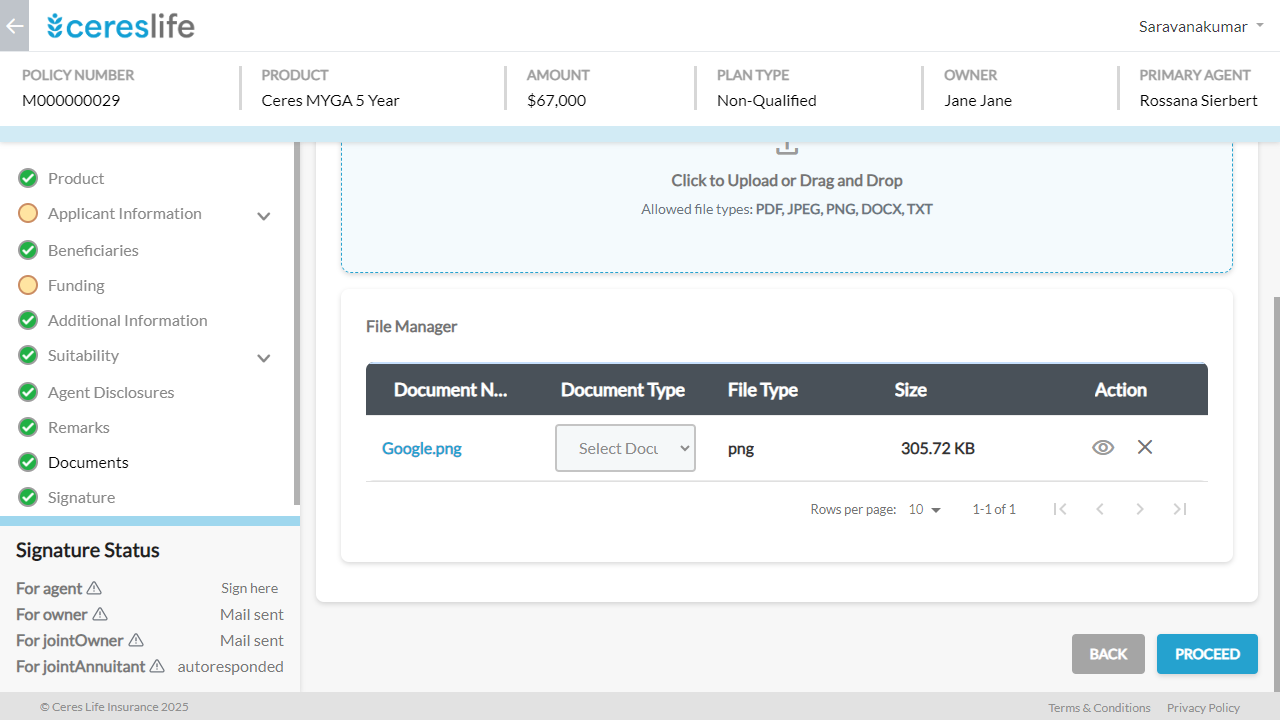 cereslife
Saravanakumar
POLICY NUMBER
M000000029
PRODUCT
Ceres MYGA 5 Year
AMOUNT
$67,000
PLAN TYPE
Non-Qualified
OWNER
Jane Jane
PRIMARY AGENT
Rossana Sierbert
Product
Applicant Information
Beneficiaries
Funding
Additional Information
Suitability
Agent Disclosures
Remarks
Documents
Signature
Signature Status
For agent Sign here
For owner Mail sent
For jointOwner Mail sent
For jointAnnuitant autoresponded
Click to Upload or Drag and Drop
Allowed file types: PDF, JPEG, PNG, DOCX, TXT
File Manager
Document N... Document Type File Type Size Action
Google.png Select Docu png 305.72 KB
Rows per page: 10 1-1 of 1
BACK PROCEED
© Ceres Life Insurance 2025
Terms & Conditions Privacy Policy